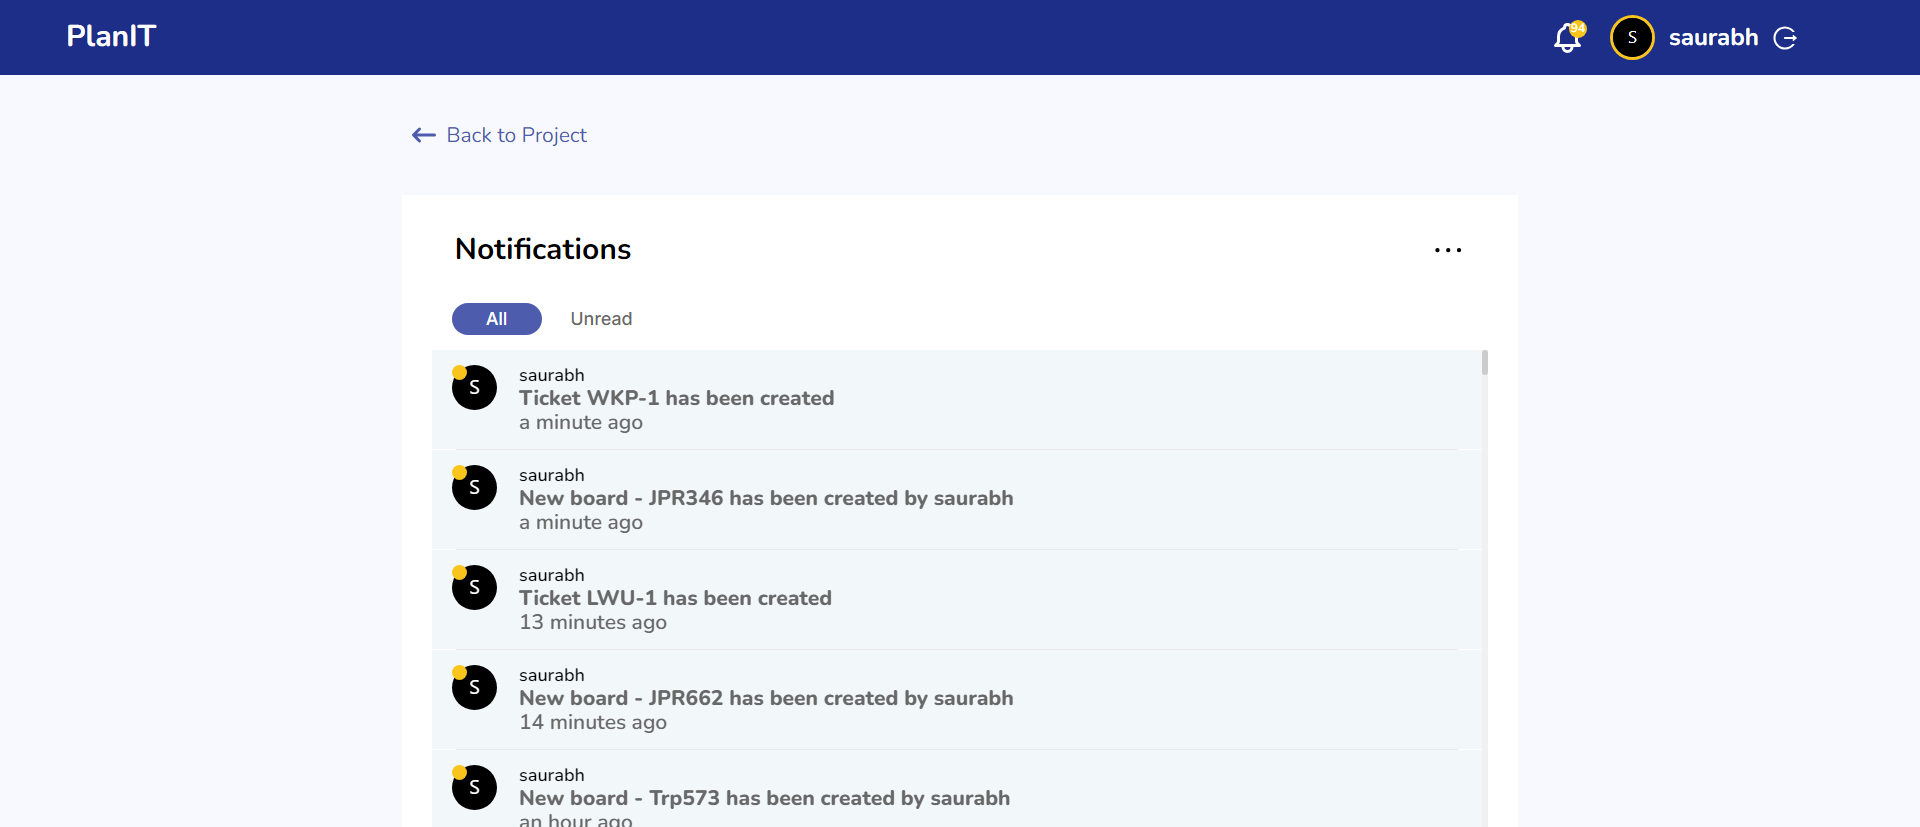 PlanIT
94
S
saurabh
Back to Project
Notifications
All
Unread
S
saurabh
Ticket WKP-1 has been created
a minute ago
S
saurabh
New board - JPR346 has been created by saurabh
a minute ago
S
saurabh
Ticket LWU-1 has been created
13 minutes ago
S
saurabh
New board - JPR662 has been created by saurabh
14 minutes ago
S
saurabh
New board - Trp573 has been created by saurabh
an hour ago